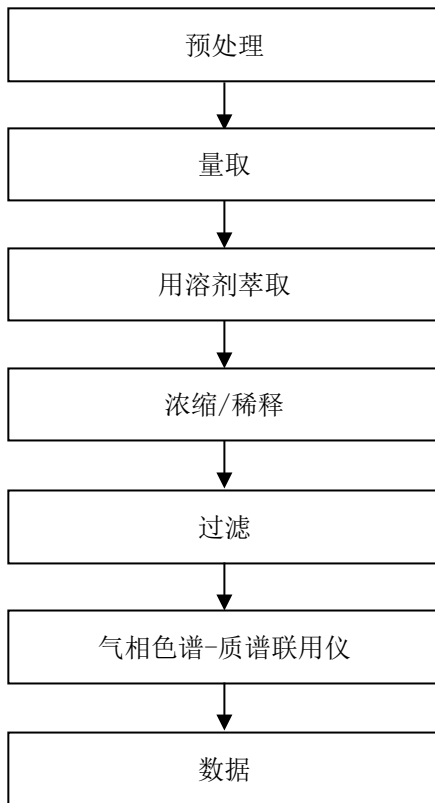 预处理
量取
用溶剂萃取
浓缩/稀释
过滤
气相色谱-质谱联用仪
数据